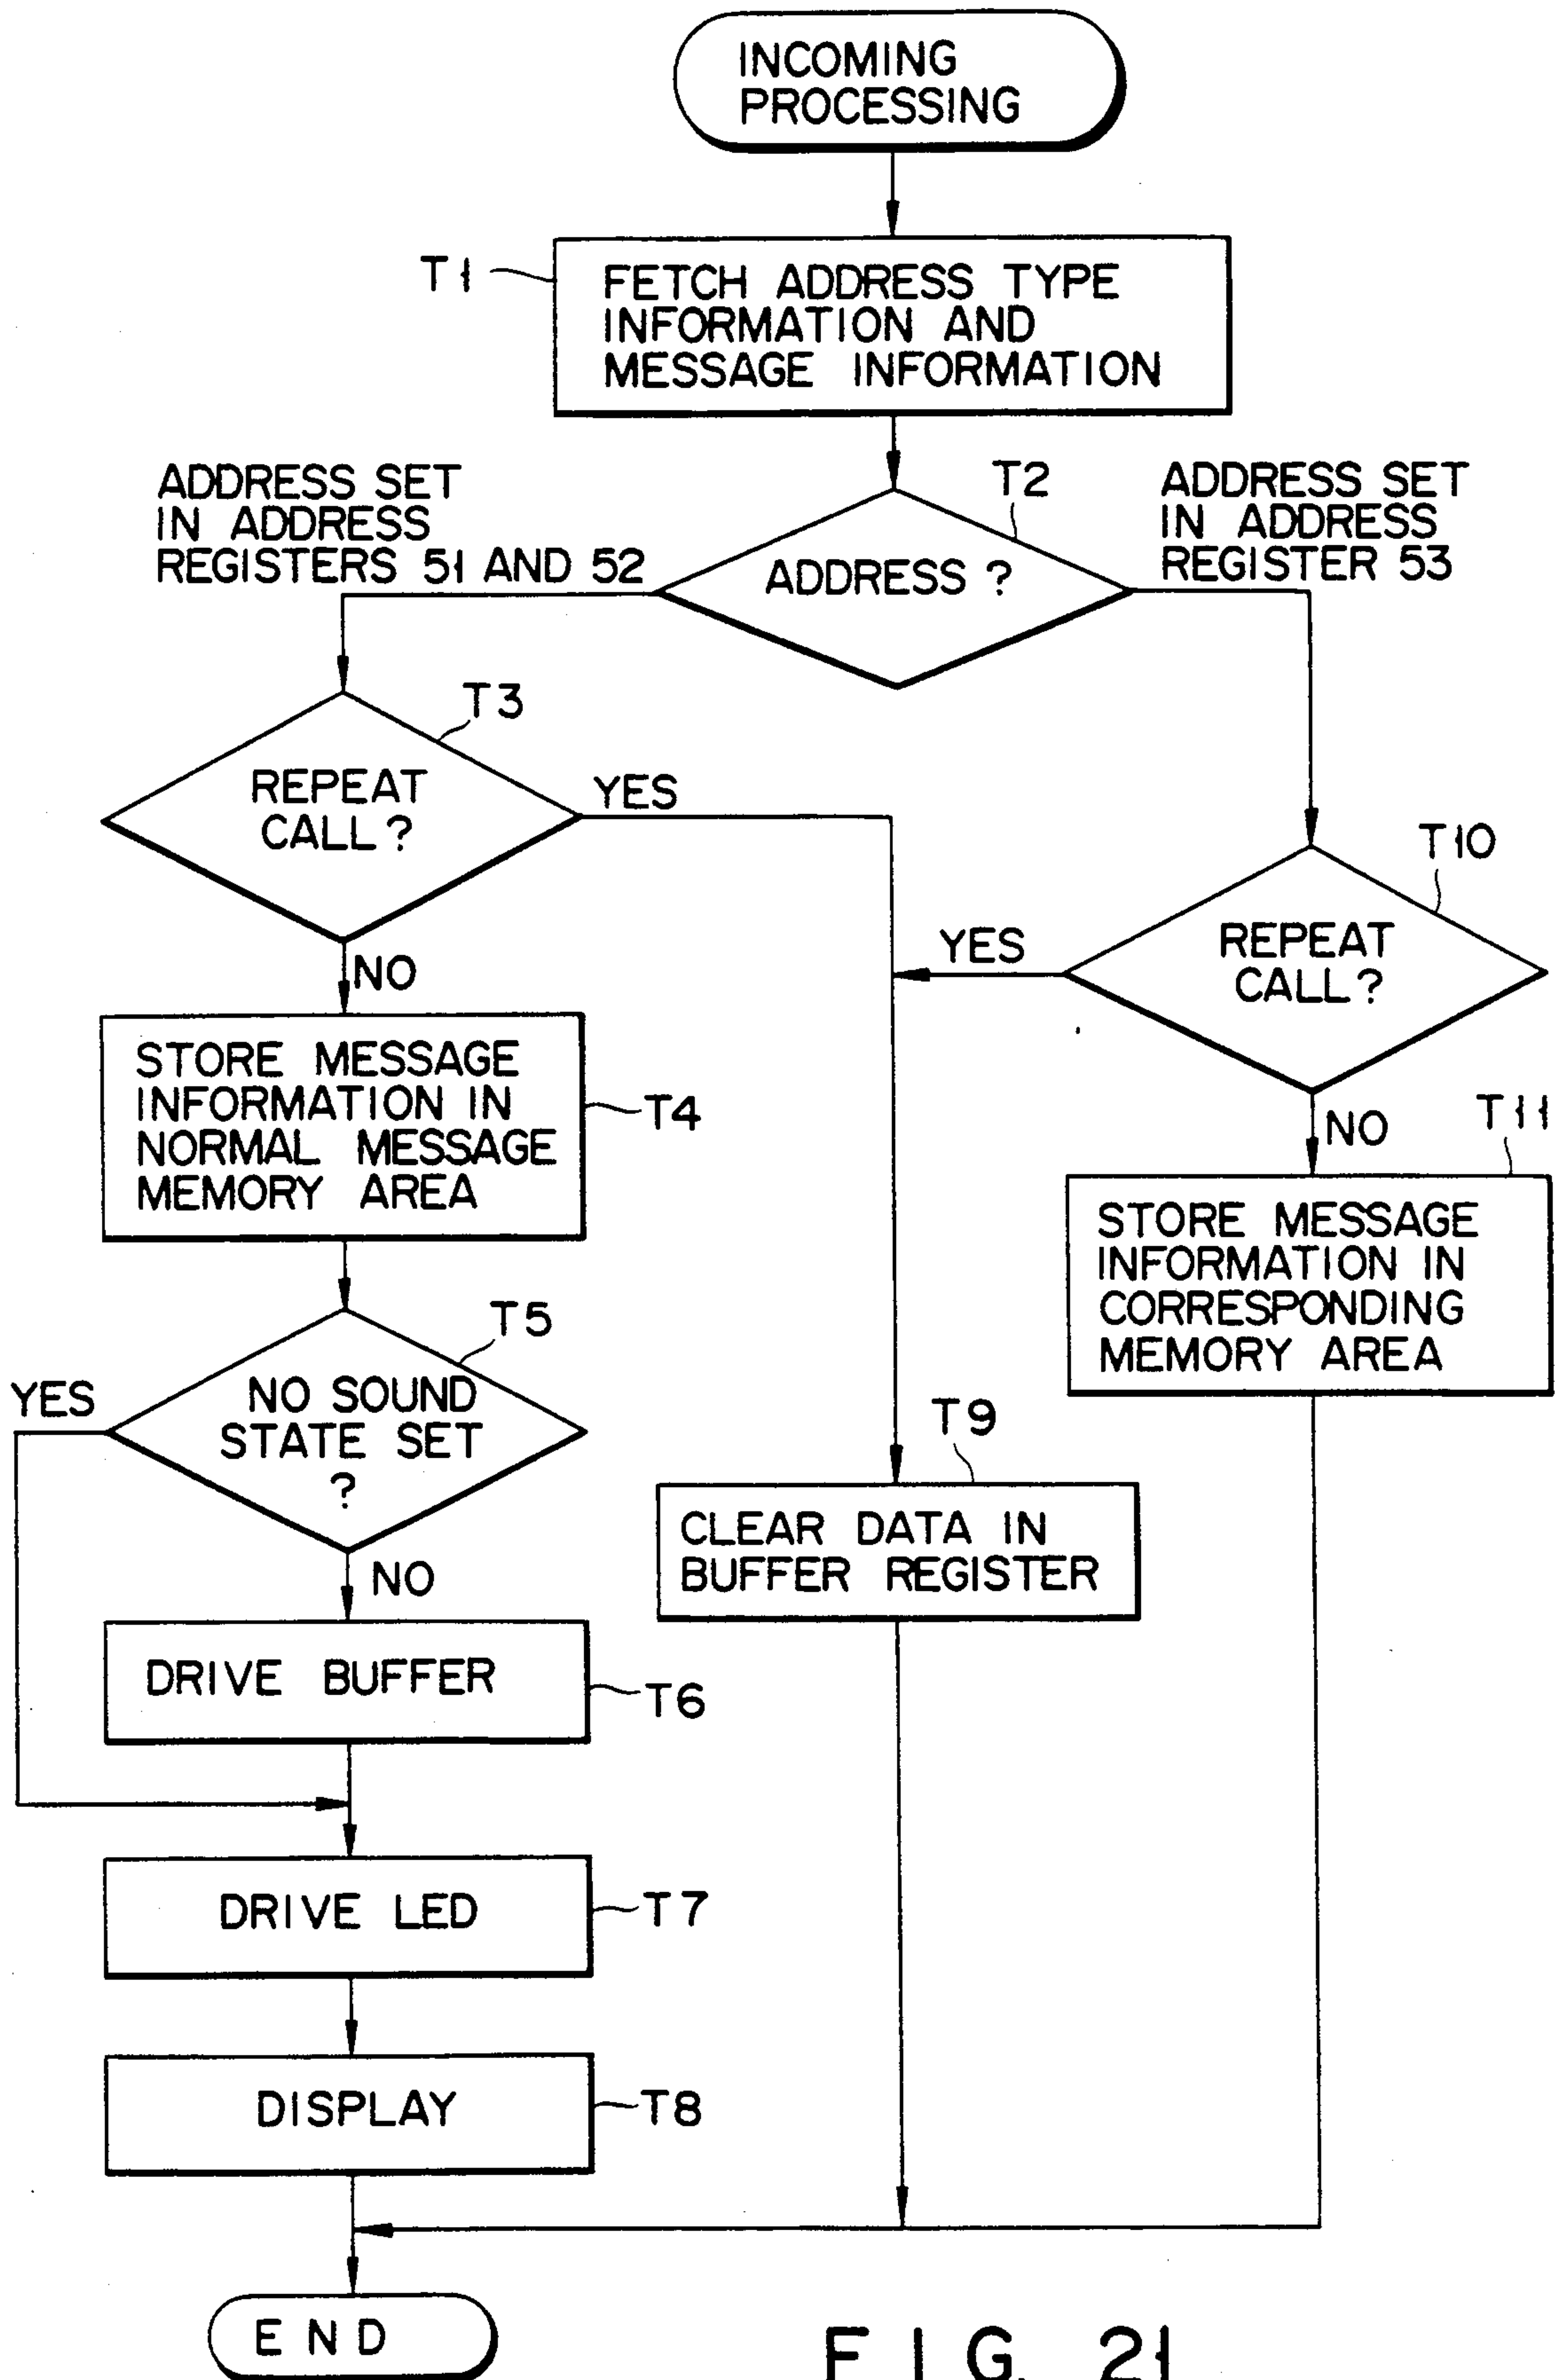 INCOMING
PROCESSING
T1
FETCH ADDRESS TYPE
INFORMATION AND
MESSAGE INFORMATION
ADDRESS SET
IN ADDRESS
REGISTERS 51 AND 52
T2
ADDRESS ?
ADDRESS SET
IN ADDRESS
REGISTER 53
T3
REPEAT
CALL ?
YES
T10
REPEAT
CALL ?
YES
NO
STORE MESSAGE
INFORMATION IN
NORMAL MESSAGE
MEMORY AREA
T4
NO
T11
STORE MESSAGE
INFORMATION IN
CORRESPONDING
MEMORY AREA
T5
YES
NO SOUND
STATE SET
?
T9
CLEAR DATA IN
BUFFER REGISTER
NO
DRIVE BUFFER
T6
DRIVE LED
T7
DISPLAY
T8
END
FIG. 21